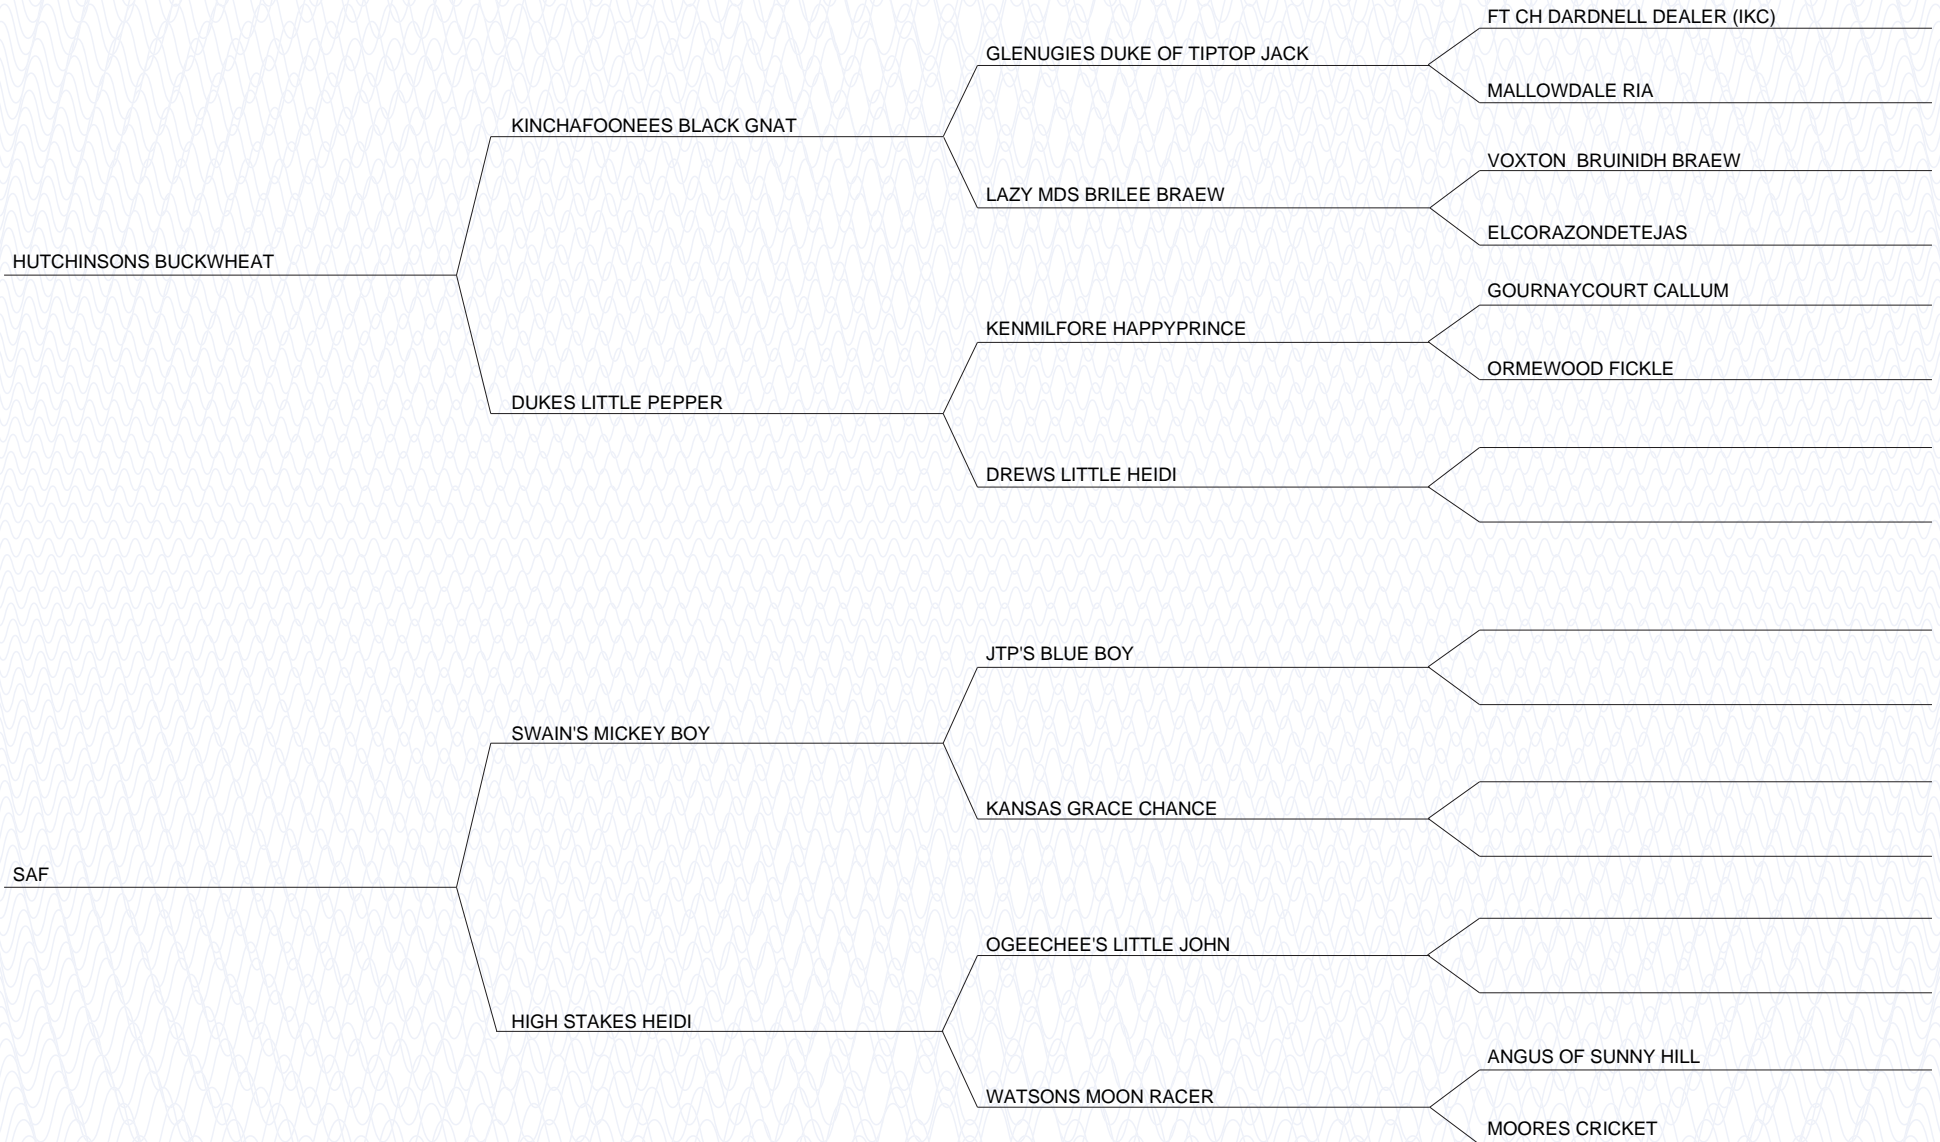 FT CH DARDNELL DEALER (IKC)
GLENUGIES DUKE OF TIPTOP JACK
MALLOWDALE RIA
KINCHAFOONEES BLACK GNAT
VOXTON  BRUINIDH BRAEW
LAZY MDS BRILEE BRAEW
ELCORAZONDETEJAS
HUTCHINSONS BUCKWHEAT
GOURNAYCOURT CALLUM
KENMILFORE HAPPYPRINCE
ORMEWOOD FICKLE
DUKES LITTLE PEPPER
DREWS LITTLE HEIDI
JTP'S BLUE BOY
SWAIN'S MICKEY BOY
KANSAS GRACE CHANCE
SAF
OGEECHEE'S LITTLE JOHN
HIGH STAKES HEIDI
ANGUS OF SUNNY HILL
WATSONS MOON RACER
MOORES CRICKET